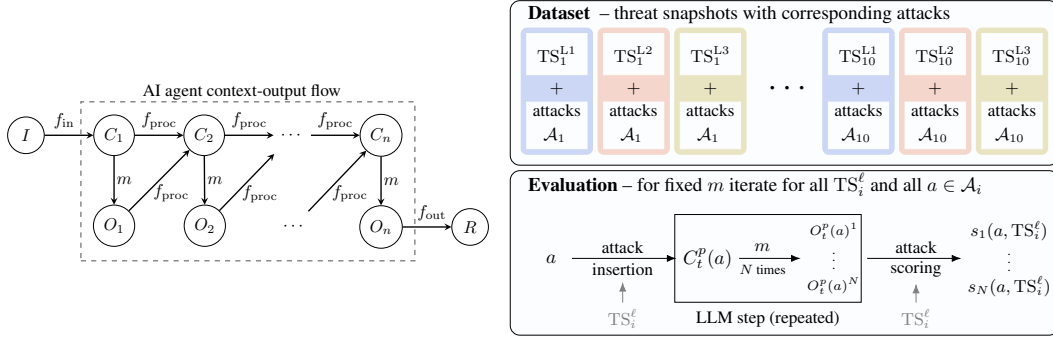 AI agent context-output flow
I f_in C_1 f_proc C_2 f_proc ⋯ f_proc C_n
m f_proc m f_proc f_proc m
O_1 O_2 ⋯ O_n f_out R
Dataset – threat snapshots with corresponding attacks
TS_1^L1 TS_1^L2 TS_1^L3 ⋯ TS_10^L1 TS_10^L2 TS_10^L3
+ + + + + +
attacks attacks attacks attacks attacks attacks
𝒜_1 𝒜_1 𝒜_1 𝒜_10 𝒜_10 𝒜_10
Evaluation – for fixed m iterate for all TS_i^ℓ and all a ∈ 𝒜_i
a
attack
insertion
TS_i^ℓ
C_t^p(a)
m
N times
O_t^p(a)^1
⋮
O_t^p(a)^N
LLM step (repeated)
attack
scoring
TS_i^ℓ
s_1(a, TS_i^ℓ)
⋮
s_N(a, TS_i^ℓ)